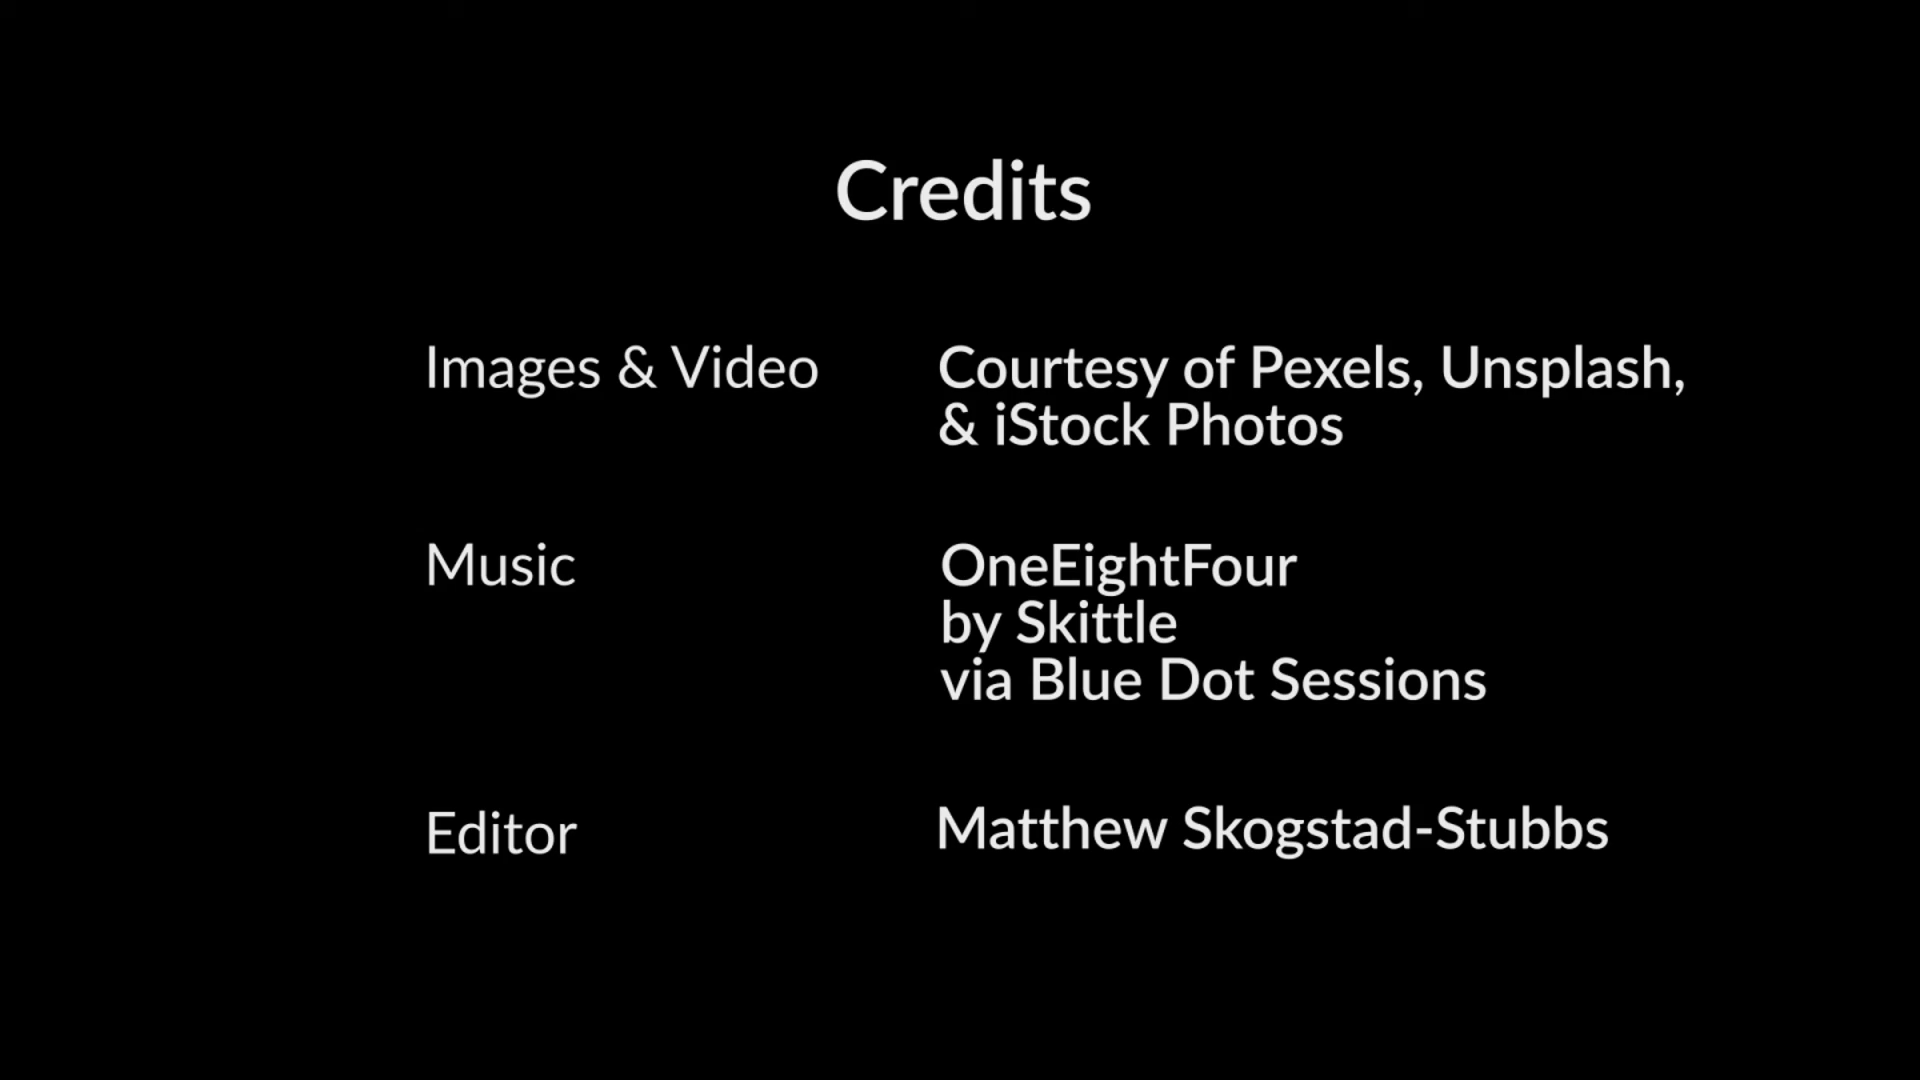 Credits
Images & Video
Courtesy of Pexels, Unsplash,
& iStock Photos
Music
OneEightFour
by Skittle
via Blue Dot Sessions
Editor
Matthew Skogstad-Stubbs